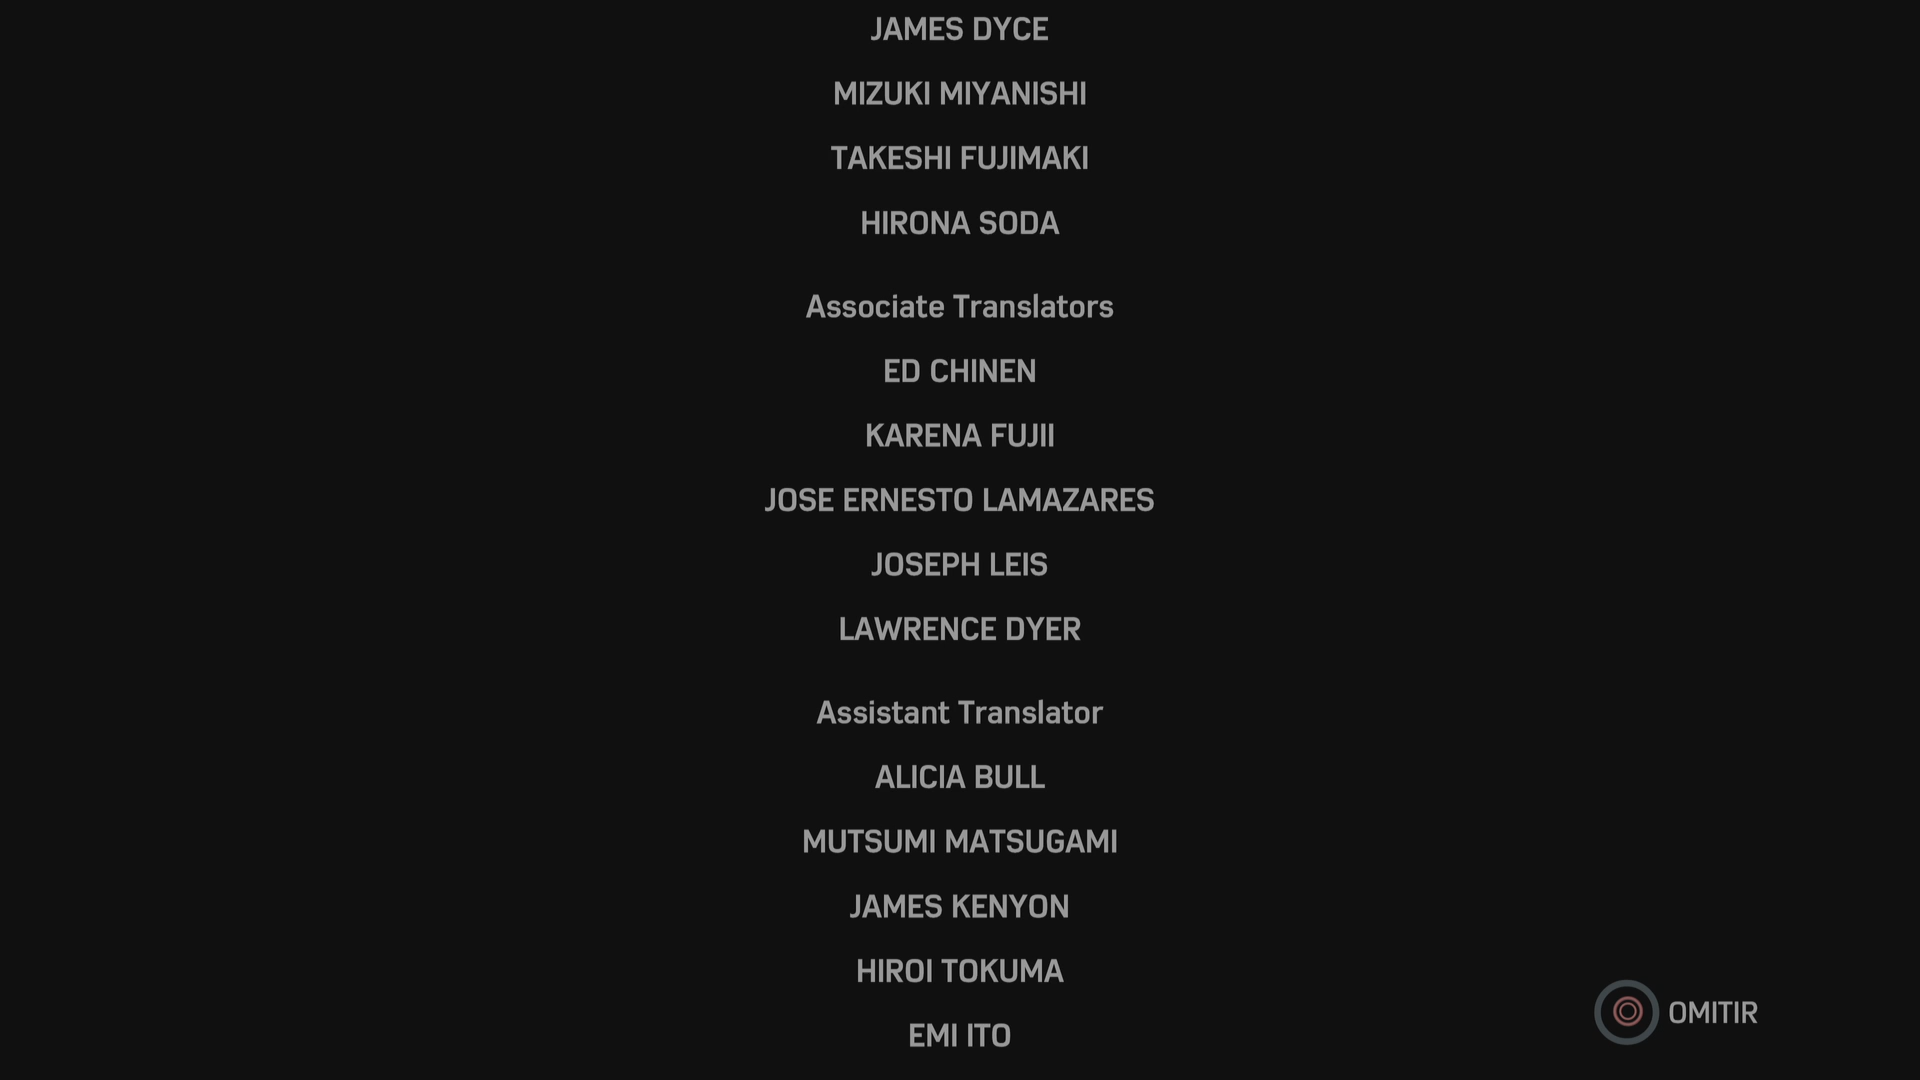 JAMES DYCE
MIZUKI MIYANISHI
TAKESHI FUJIMAKI
HIRONA SODA
Associate Translators
ED CHINEN
KARENA FUJII
JOSE ERNESTO LAMAZARES
JOSEPH LEIS
LAWRENCE DYER
Assistant Translator
ALICIA BULL
MUTSUMI MATSUGAMI
JAMES KENYON
HIROI TOKUMA
EMI ITO
OMITIR